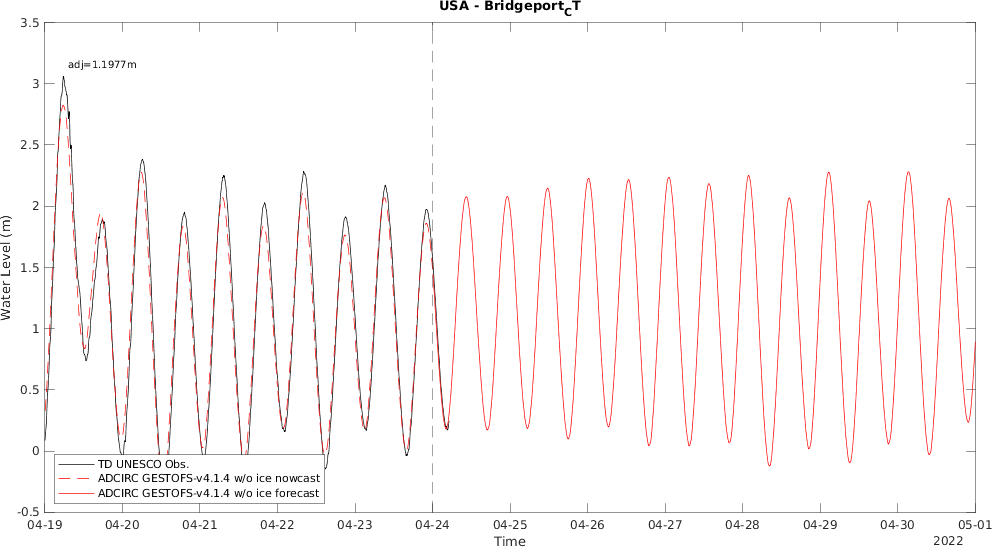 USA - Bridgeport_CT
adj=1.1977m
3.5
3
2.5
2
1.5
1
0.5
0
-0.5
Water Level (m)
TD UNESCO Obs.
ADCIRC GESTOFS-v4.1.4 w/o ice nowcast
ADCIRC GESTOFS-v4.1.4 w/o ice forecast
04-19 04-20 04-21 04-22 04-23 04-24 04-25 04-26 04-27 04-28 04-29 04-30 05-01
Time
2022